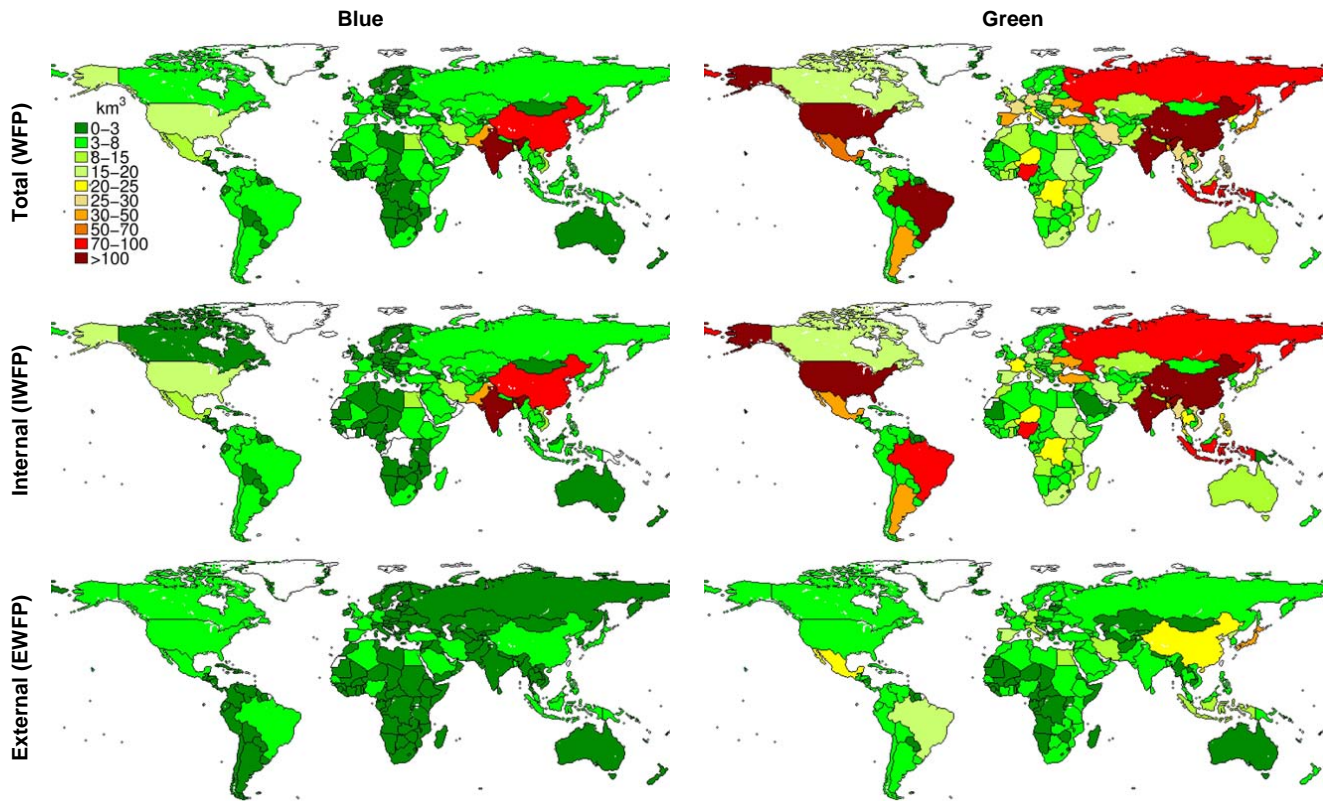 Blue
Green
Total (WFP)
km³
0−3
3−8
8−15
15−20
20−25
25−30
30−50
50−70
70−100
>100
Internal (IWFP)
External (EWFP)